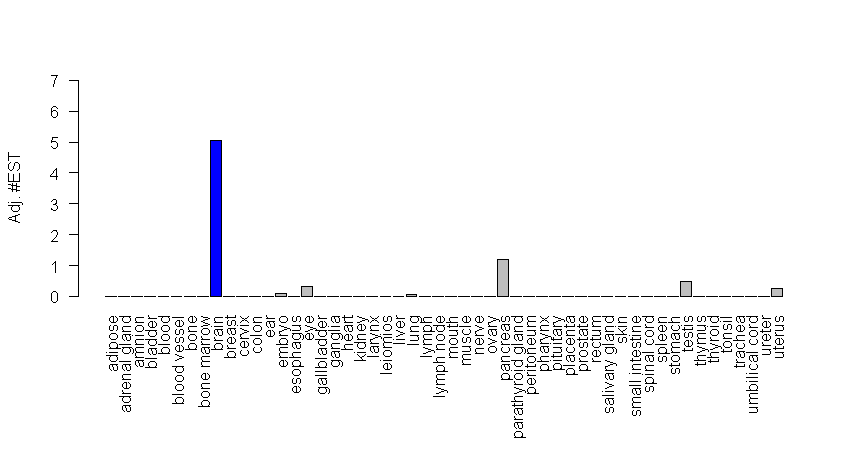 7
6
5
4
3
2
1
0
Adj. #EST
adipose
adrenal gland
amnion
bladder
blood
blood vessel
bone
bone marrow
brain
breast
cervix
colon
ear
embryo
esophagus
eye
gallbladder
ganglia
heart
kidney
larynx
leiomios
liver
lung
lymph
lymph node
mouth
muscle
nerve
ovary
pancreas
parathyroid gland
peritoneum
pharynx
pituitary
placenta
prostate
rectum
salivary gland
skin
small intestine
spinal cord
spleen
stomach
testis
thymus
thyroid
tonsil
trachea
umbilical cord
ureter
uterus